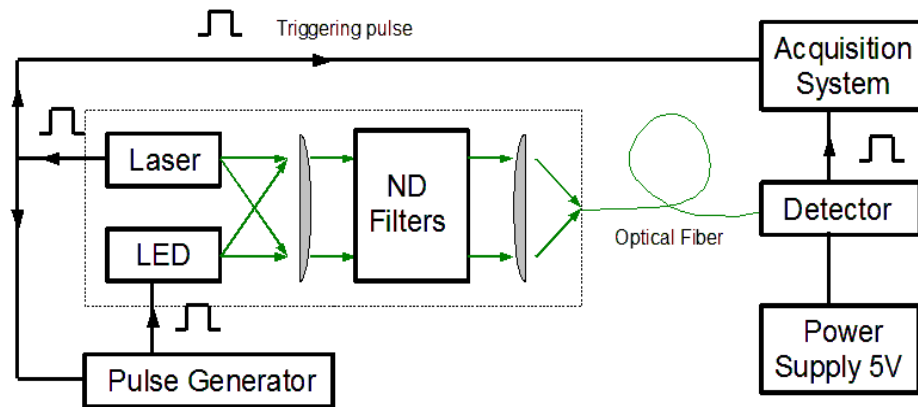 Triggering pulse
Acquisition
System
Laser
ND
Filters
LED
Optical Fiber
Detector
Pulse Generator
Power
Supply 5V